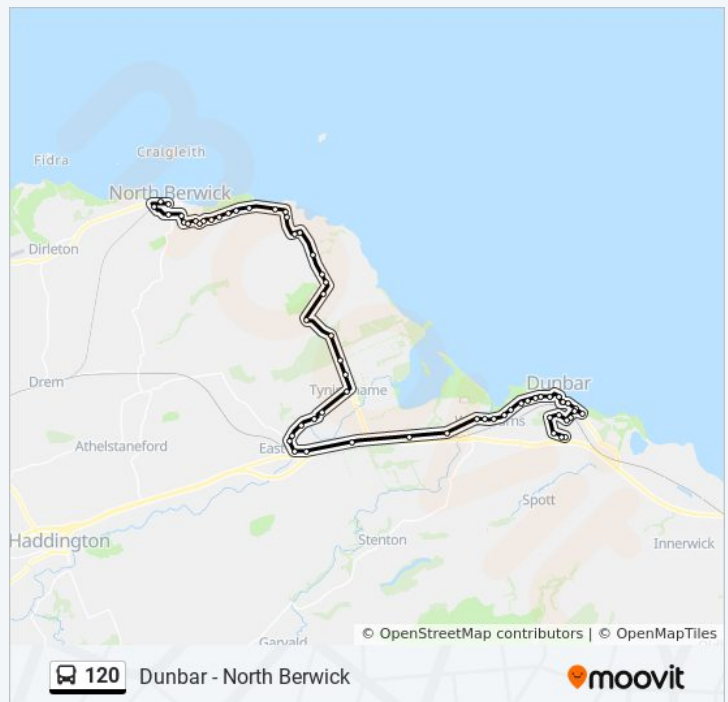 Fidra
Craigleith
North Berwick
Dirleton
Drem
Tyninghame
Dunbar
Athelstaneford
East
Spott
Haddington
Stenton
Innerwick
Garvald
© OpenStreetMap contributors | © OpenMapTiles
120 Dunbar - North Berwick
moovit